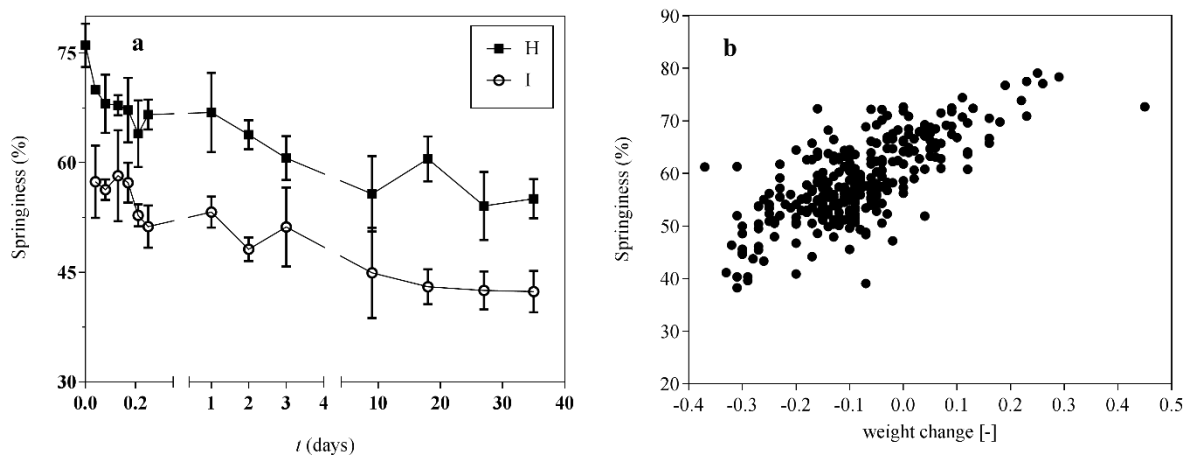 a
H
I
Springiness (%)
75
60
45
30
0.0 0.2 1 2 3 4 10 20 30 40
t (days)
b
Springiness (%)
90
80
70
60
50
40
30
20
-0.4 -0.3 -0.2 -0.1 0.0 0.1 0.2 0.3 0.4 0.5
weight change [-]